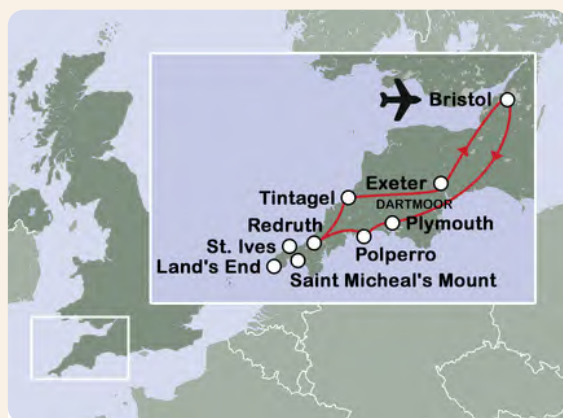 Bristol
Exeter
Tintagel
DARTMOOR
Redruth
Plymouth
St. Ives
Polperro
Land's End
Saint Micheal's Mount